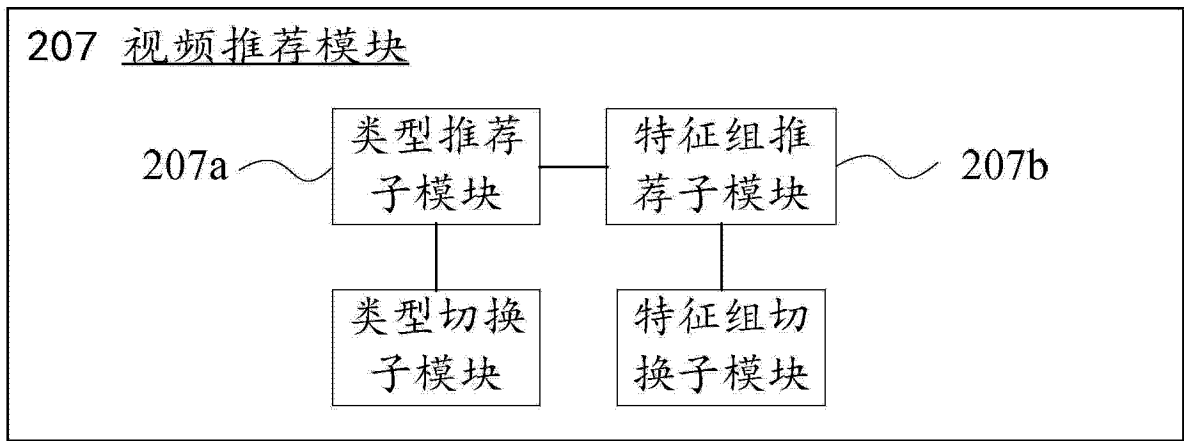 207 视频推荐模块
207a
类型推荐
子模块
特征组推
荐子模块
207b
类型切换
子模块
特征组切
换子模块